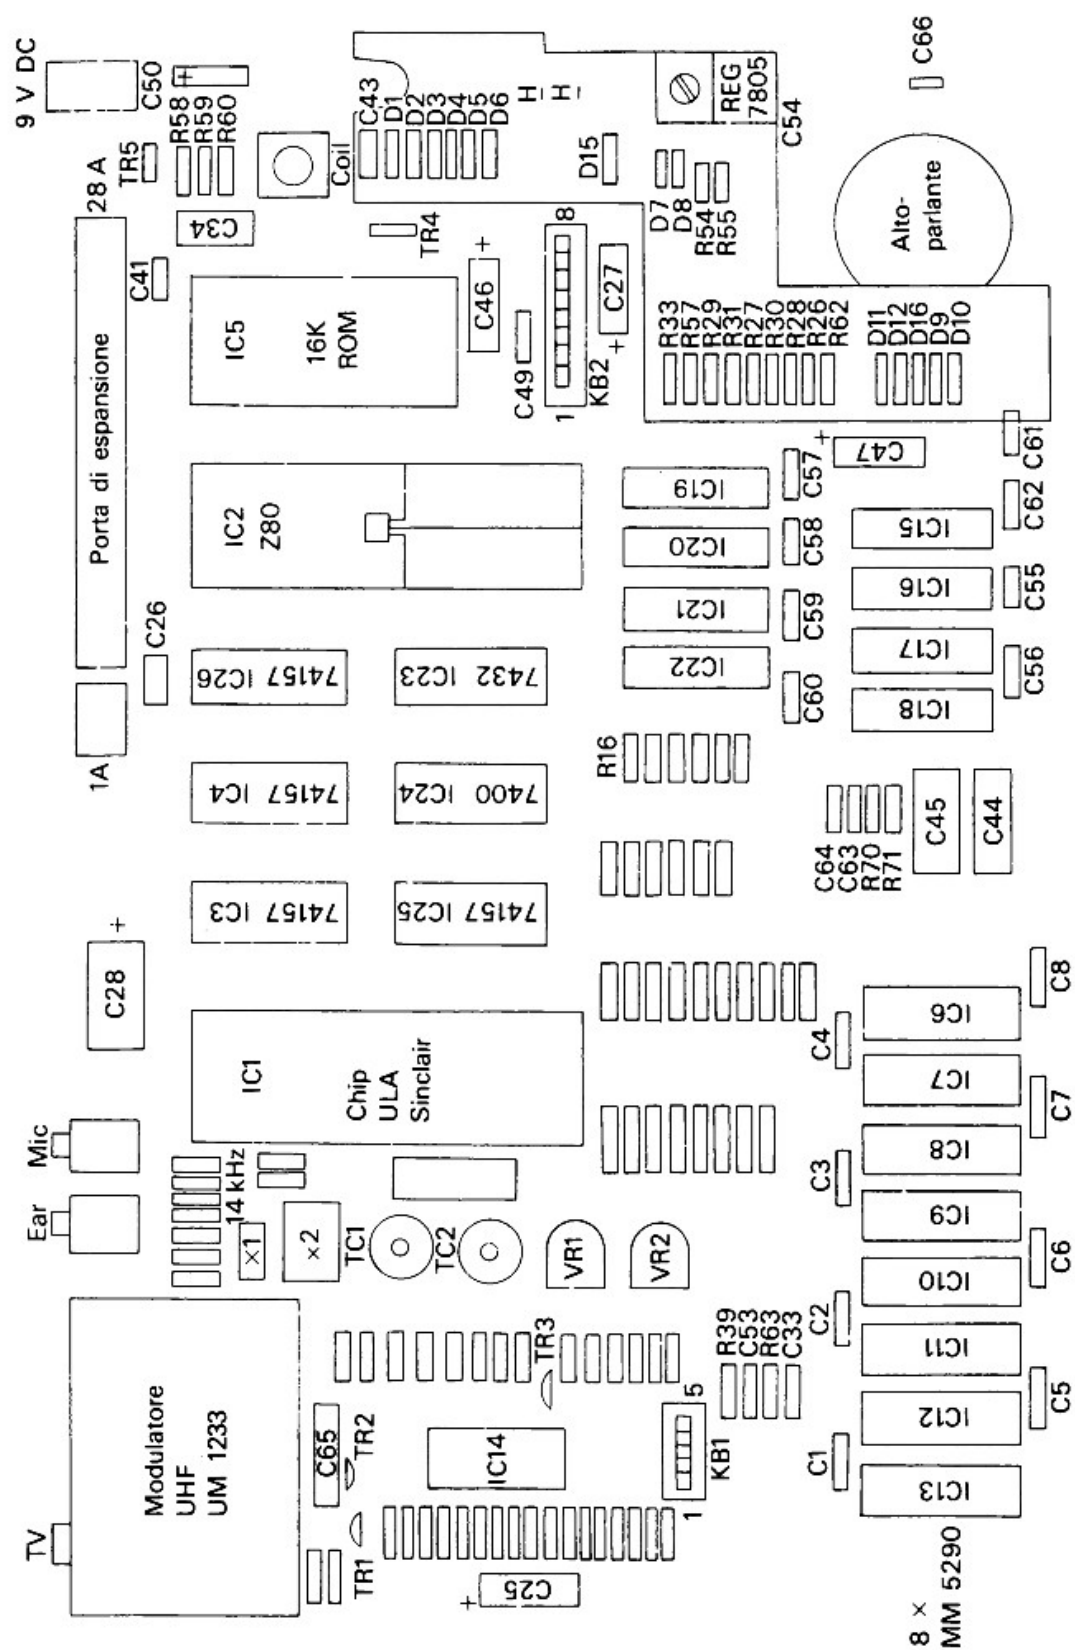 9 V DC
C50
R58
R59
R60
TR5
28 A
C34
C41
Porta di espansione
C26
1A
Coil
C43
D1
D2
D3
D4
D5
D6
H
H
REG
7805
C54
C66
D15
D7
D8
R54
R55
Alto-
parlante
TR4
C46
+
C49
8
1
KB2
C27
+
IC5
16K
ROM
R33
R57
R29
R31
R27
R30
R28
R26
R62
D11
D12
D16
D9
D10
C61
C47
+
C57
C62
IC2
Z80
IC19
IC20
IC21
IC22
C58
C59
C60
IC15
IC16
IC17
IC18
C55
C56
74157 IC26
7432 IC23
74157 IC4
7400 IC24
74157 IC3
74157 IC25
R16
C64
C63
R70
R71
C45
C44
C28
+
Mic
Ear
IC1
Chip
ULA
Sinclair
14 kHz
×1
×2
TC1
TC2
VR1
VR2
C4
C8
C3
C7
C2
C6
C1
C5
IC6
IC7
IC8
IC9
IC10
IC11
IC12
IC13
TV
Modulatore
UHF
UM 1233
C65
TR2
TR1
TR3
IC14
C25
+
R39
C53
R63
C33
5
1
KB1
8 ×
MM 5290
+